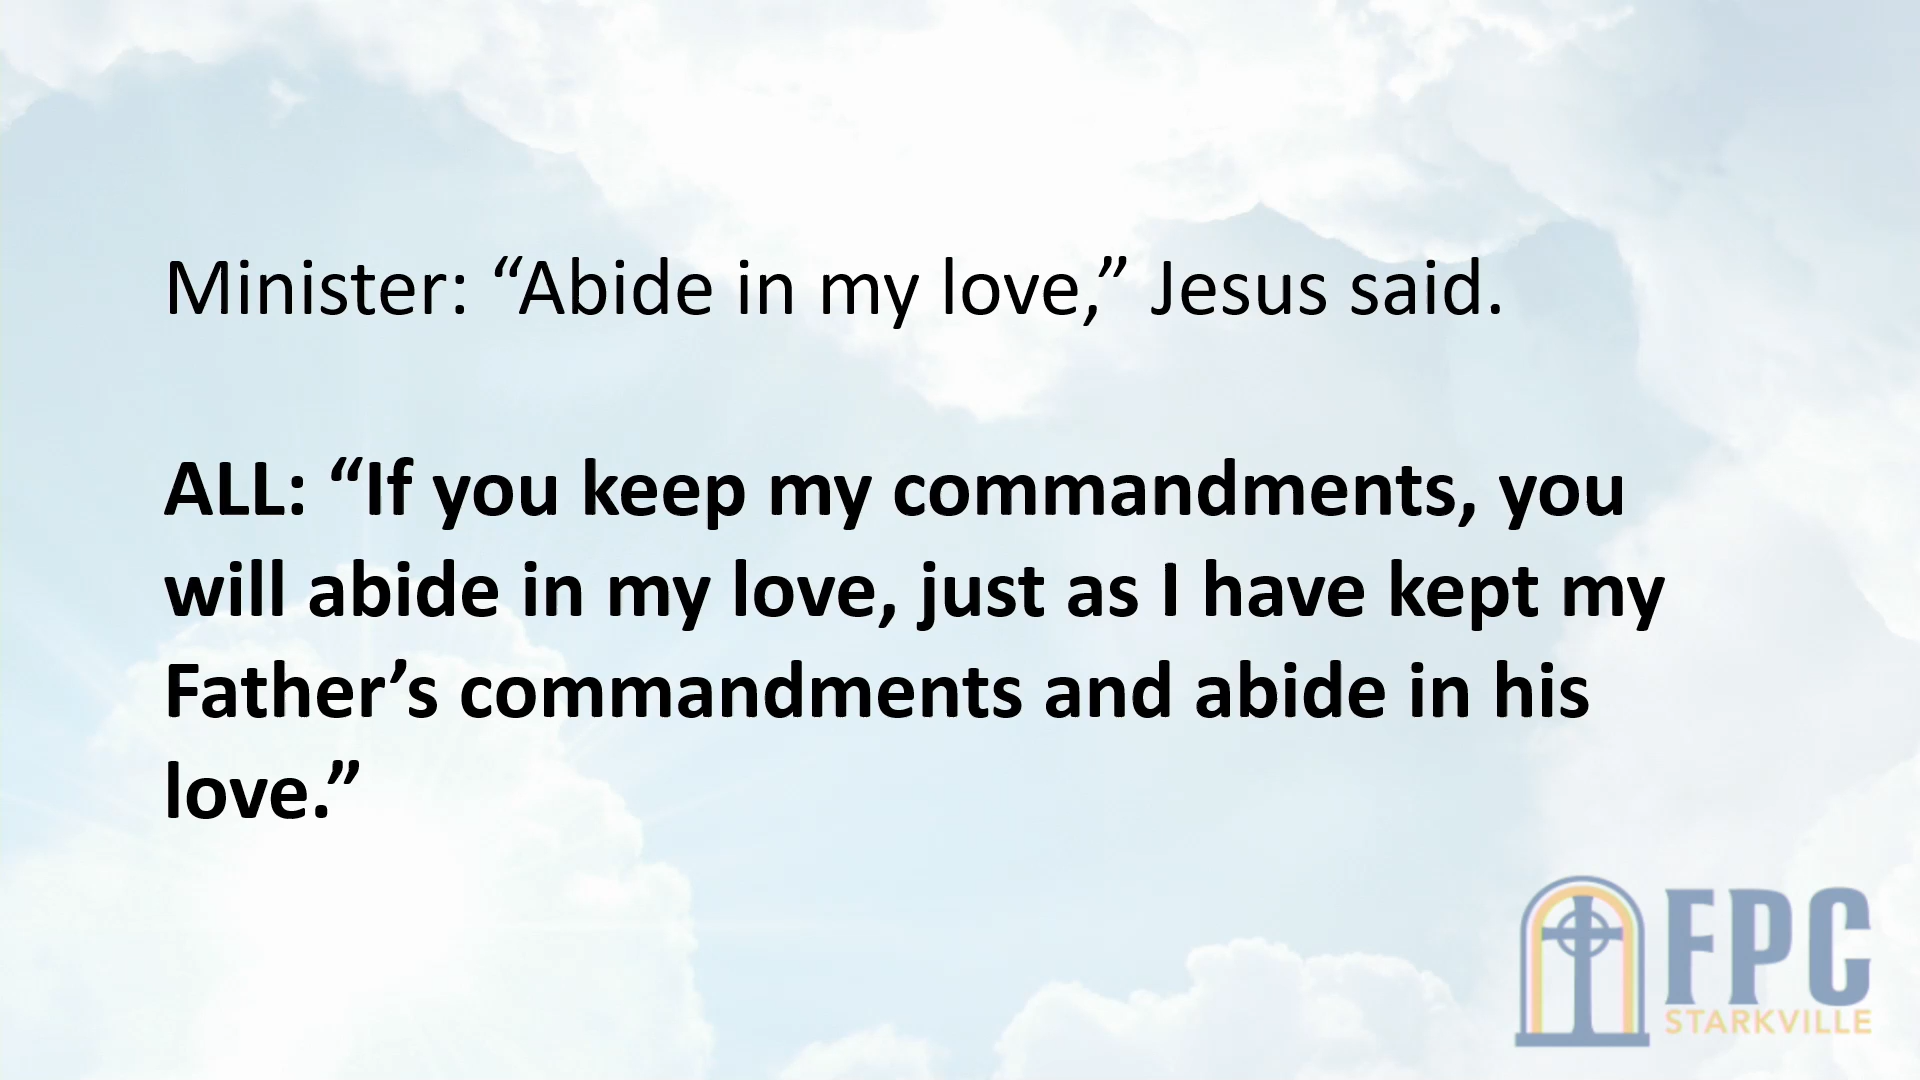 Minister: “Abide in my love,” Jesus said.
ALL: “If you keep my commandments, you
will abide in my love, just as I have kept my
Father’s commandments and abide in his
love.”
FPC
STARKVILLE